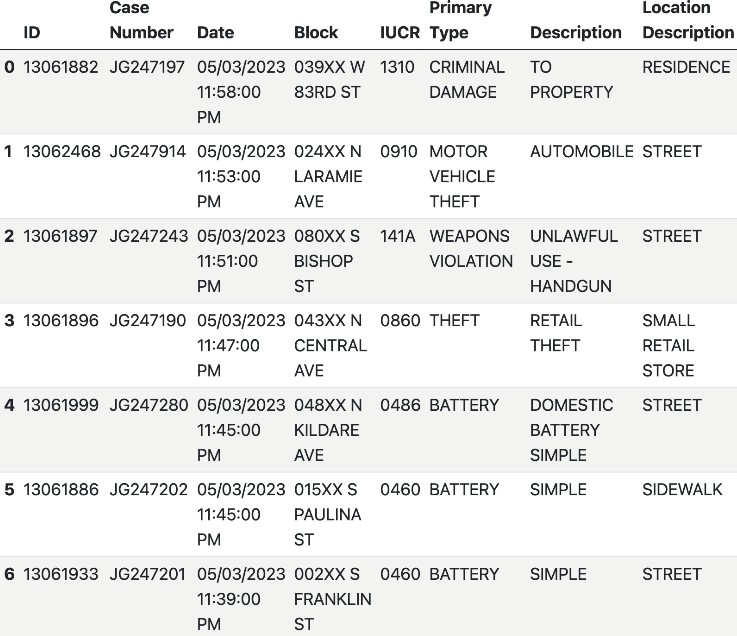 Case Primary Location
ID Number Date Block IUCR Type Description Description
0 13061882 JG247197 05/03/2023 039XX W 1310 CRIMINAL TO RESIDENCE
11:58:00 83RD ST DAMAGE PROPERTY
PM
1 13062468 JG247914 05/03/2023 024XX N 0910 MOTOR AUTOMOBILE STREET
11:53:00 LARAMIE VEHICLE
PM AVE THEFT
2 13061897 JG247243 05/03/2023 080XX S 141A WEAPONS UNLAWFUL STREET
11:51:00 BISHOP VIOLATION USE -
PM ST HANDGUN
3 13061896 JG247190 05/03/2023 043XX N 0860 THEFT RETAIL SMALL
11:47:00 CENTRAL THEFT RETAIL
PM AVE STORE
4 13061999 JG247280 05/03/2023 048XX N 0486 BATTERY DOMESTIC STREET
11:45:00 KILDARE BATTERY
PM AVE SIMPLE
5 13061886 JG247202 05/03/2023 015XX S 0460 BATTERY SIMPLE SIDEWALK
11:45:00 PAULINA
PM ST
6 13061933 JG247201 05/03/2023 002XX S 0460 BATTERY SIMPLE STREET
11:39:00 FRANKLIN
PM ST